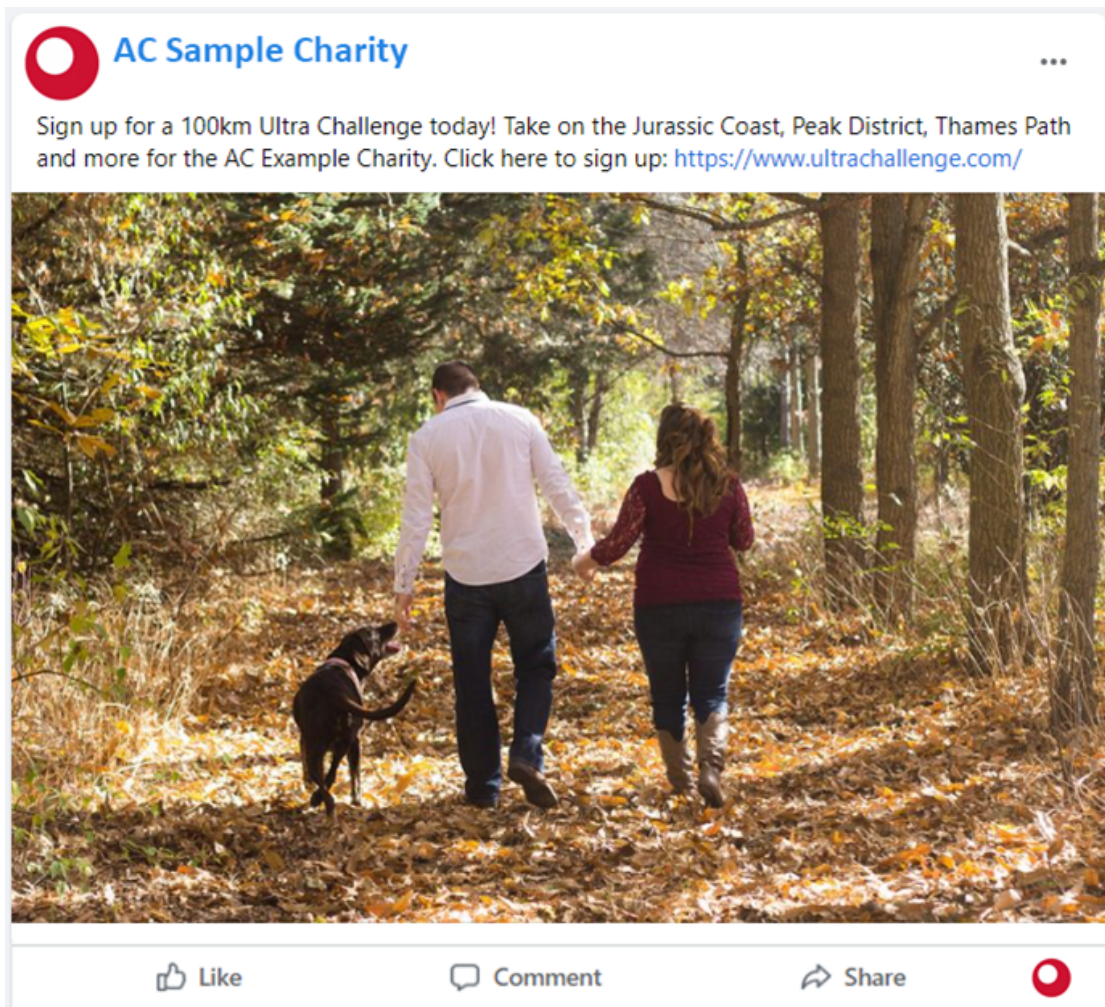 AC Sample Charity
Sign up for a 100km Ultra Challenge today! Take on the Jurassic Coast, Peak District, Thames Path
and more for the AC Example Charity. Click here to sign up: https://www.ultrachallenge.com/
Like Comment Share